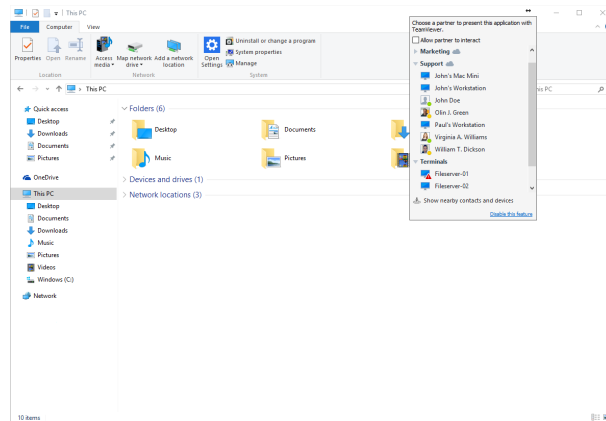 This PC
File Computer View
Properties Open Rename
Access media
Map network drive
Add a network location
Open Settings
Uninstall or change a program
System properties
Manage
Location Network System
This PC
Quick access
Desktop
Downloads
Documents
Pictures
OneDrive
This PC
Desktop
Documents
Downloads
Music
Pictures
Videos
Windows (C:)
Network
Folders (6)
Desktop
Documents
Music
Pictures
Devices and drives (1)
Network locations (3)
Choose a partner to present this application with
TeamViewer.
Allow partner to interact
Marketing
Support
John's Mac Mini
John's Workstation
John Doe
Olin J. Green
Paul's Workstation
Virginia A. Williams
William T. Dickson
Terminals
Fileserver-01
Fileserver-02
Show nearby contacts and devices
Disable this feature
10 items